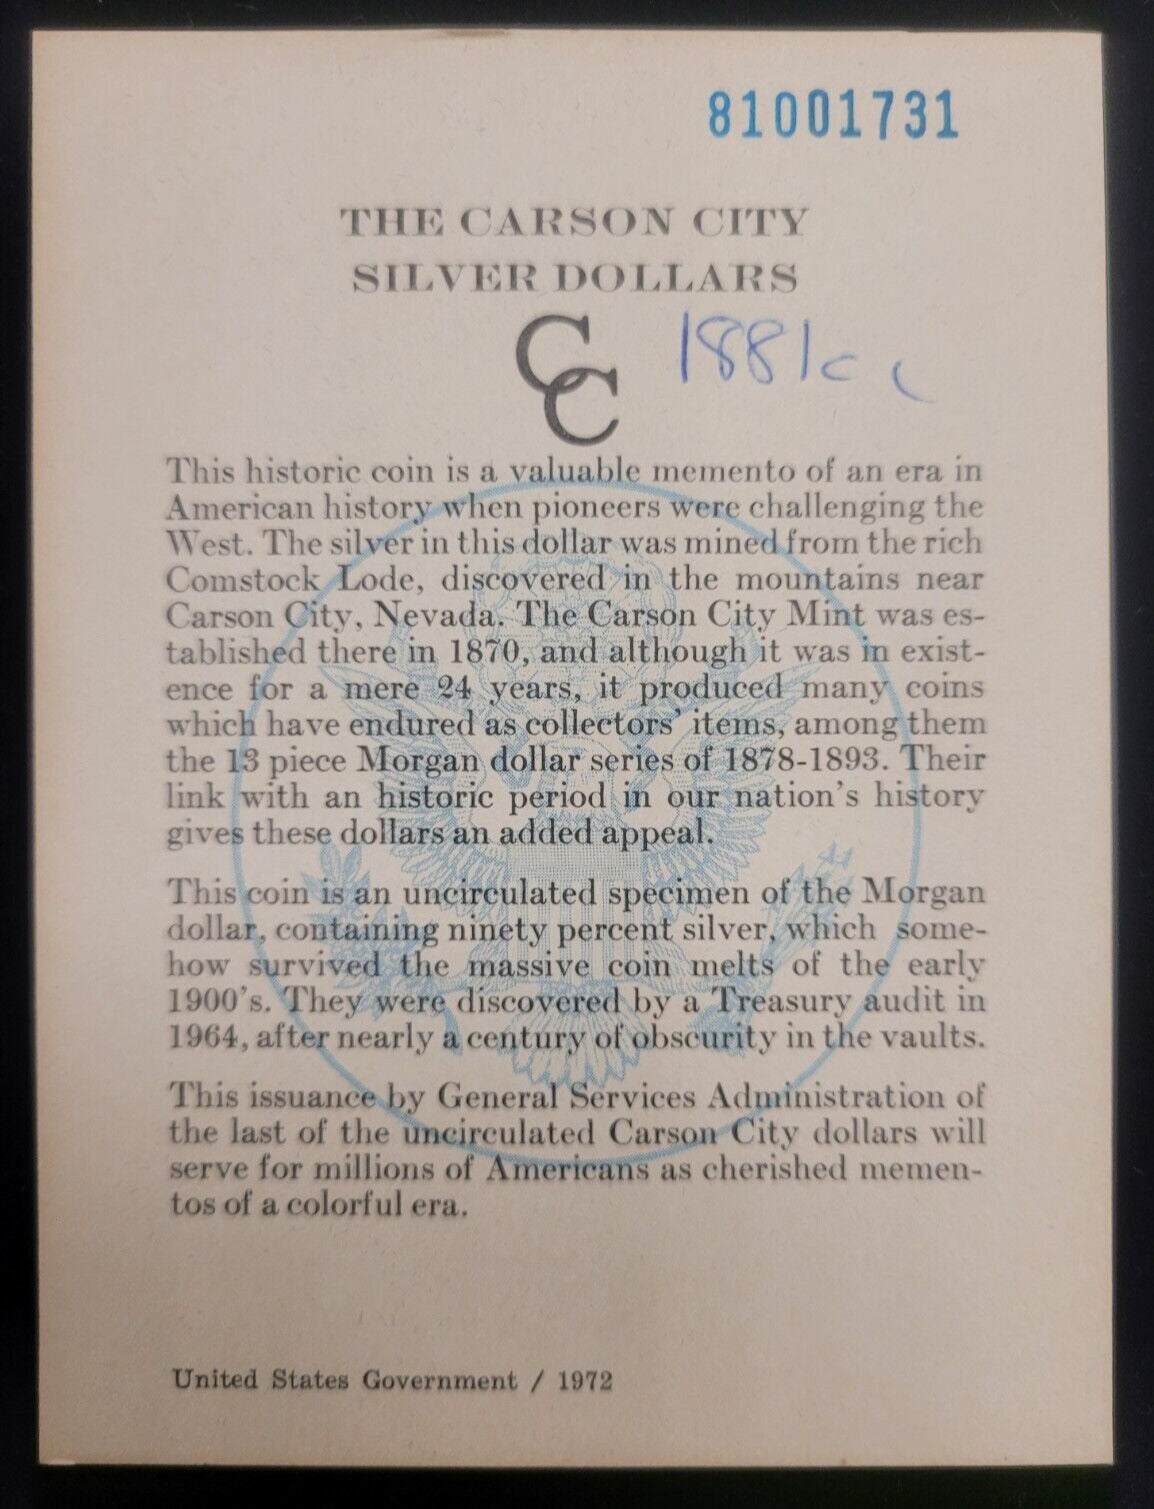 81001731
THE CARSON CITY
SILVER DOLLARS
CC
1881cc
This historic coin is a valuable memento of an era in
American history when pioneers were challenging the
West. The silver in this dollar was mined from the rich
Comstock Lode, discovered in the mountains near
Carson City, Nevada. The Carson City Mint was es-
tablished there in 1870, and although it was in exist-
ence for a mere 24 years, it produced many coins
which have endured as collectors' items, among them
the 13 piece Morgan dollar series of 1878-1893. Their
link with an historic period in our nation's history
gives these dollars an added appeal.
This coin is an uncirculated specimen of the Morgan
dollar, containing ninety percent silver, which some-
how survived the massive coin melts of the early
1900's. They were discovered by a Treasury audit in
1964, after nearly a century of obscurity in the vaults.
This issuance by General Services Administration of
the last of the uncirculated Carson City dollars will
serve for millions of Americans as cherished memen-
tos of a colorful era.
United States Government / 1972